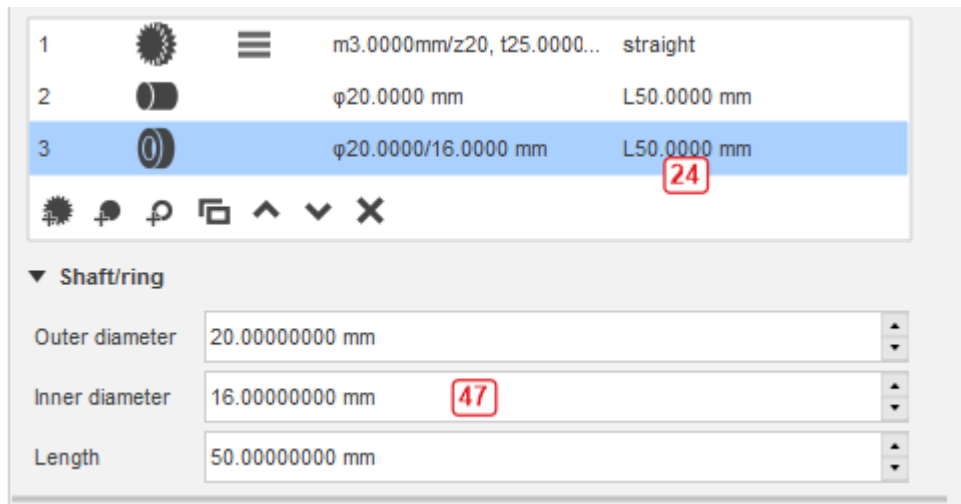 1 m3.0000mm/z20, t25.0000... straight
2 φ20.0000 mm L50.0000 mm
3 φ20.0000/16.0000 mm L50.0000 mm
24
Shaft/ring
Outer diameter 20.00000000 mm
Inner diameter 16.00000000 mm 47
Length 50.00000000 mm